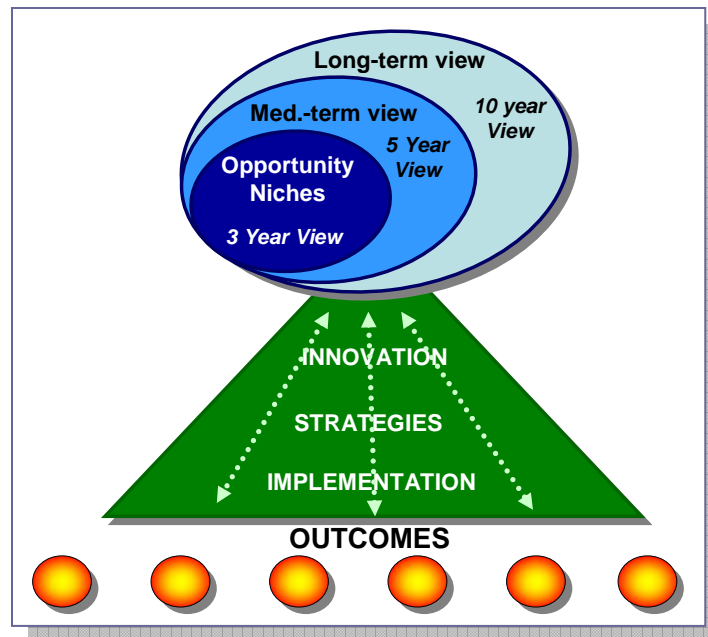 Long-term view
10 year
View
Med.-term view
5 Year
View
Opportunity
Niches
3 Year View
INNOVATION
STRATEGIES
IMPLEMENTATION
OUTCOMES